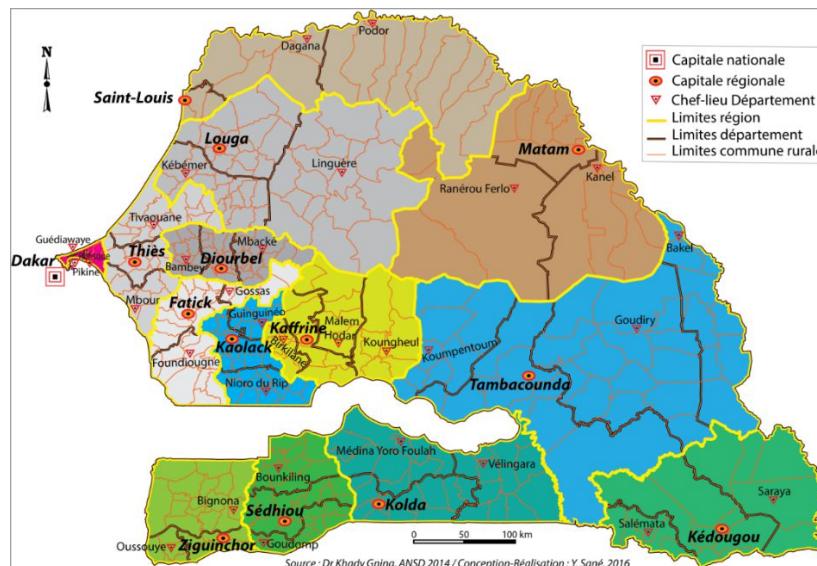 N
Capitale nationale
Capitale régionale
Chef-lieu Département
Limites région
Limites département
Limites commune rurale
Podor
Dagana
Saint-Louis
Louga
Kébémer
Linguère
Matam
Kanel
Ranérou Ferlo
Tivaouane
Guédiawaye
Dakar
Pikine
Thiès
Mbacké
Bambey
Diourbel
Bakel
Mbour
Gossas
Fatick
Guinguinéo
Kaffrine
Malem
Hodar
Goudiry
Kaolack
Birkilane
Koungheul
Koumpentoum
Foundiougne
Nioro du Rip
Tambacounda
Médina Yoro Foulah
Vélingara
Bounkiling
Bignona
Sédhiou
Kolda
Saraya
Salémata
Kédougou
Oussouye
Ziguinchor
Goudomp
0 50 100 km
Source : Dr Khady Gning, ANSD 2014 / Conception-Réalisation : Y. Sané, 2016